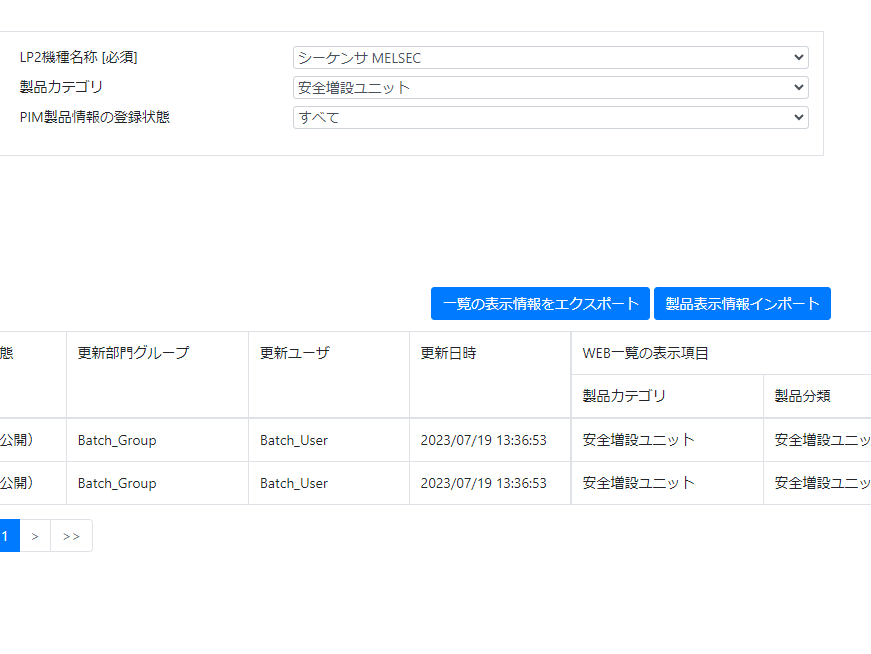 LP2機種名称 [必須] シーケンサ MELSEC
製品カテゴリ 安全増設ユニット
PIM製品情報の登録状態 すべて
一覧の表示情報をエクスポート 製品表示情報インポート
態 更新部門グループ 更新ユーザ 更新日時 WEB一覧の表示項目
製品カテゴリ 製品分類
公開） Batch_Group Batch_User 2023/07/19 13:36:53 安全増設ユニット 安全増設ユニッ
公開） Batch_Group Batch_User 2023/07/19 13:36:53 安全増設ユニット 安全増設ユニッ
1 > >>